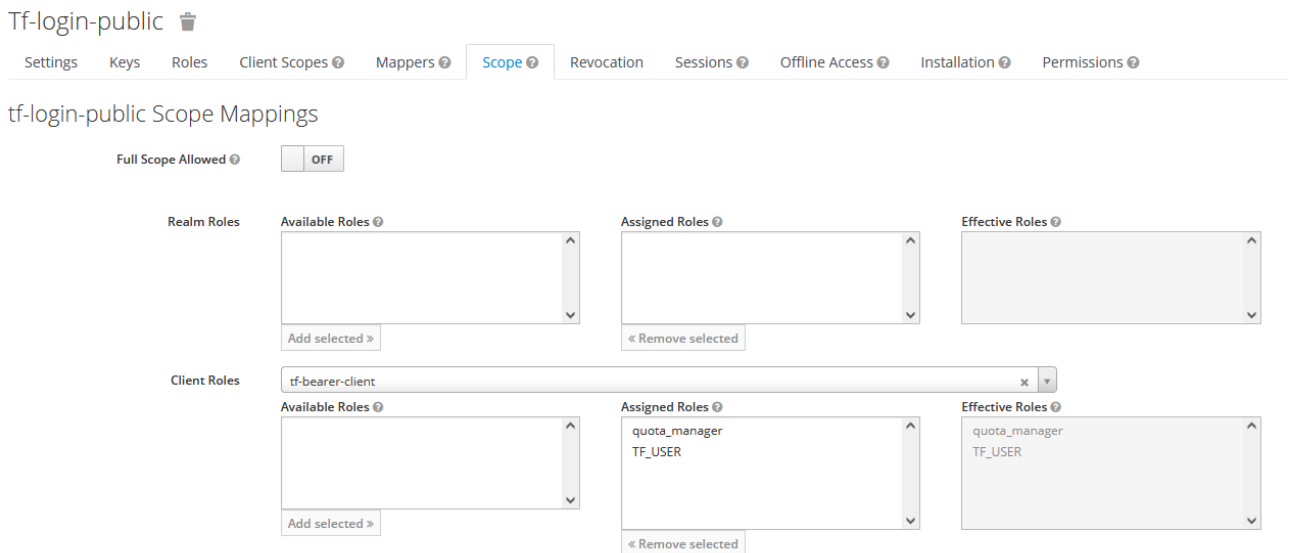 Tf-login-public
Settings Keys Roles Client Scopes Mappers Scope Revocation Sessions Offline Access Installation Permissions
tf-login-public Scope Mappings
Full Scope Allowed OFF
Realm Roles Available Roles Assigned Roles Effective Roles
Add selected » « Remove selected
Client Roles tf-bearer-client
Available Roles Assigned Roles Effective Roles
quota_manager quota_manager
TF_USER TF_USER
Add selected »
« Remove selected